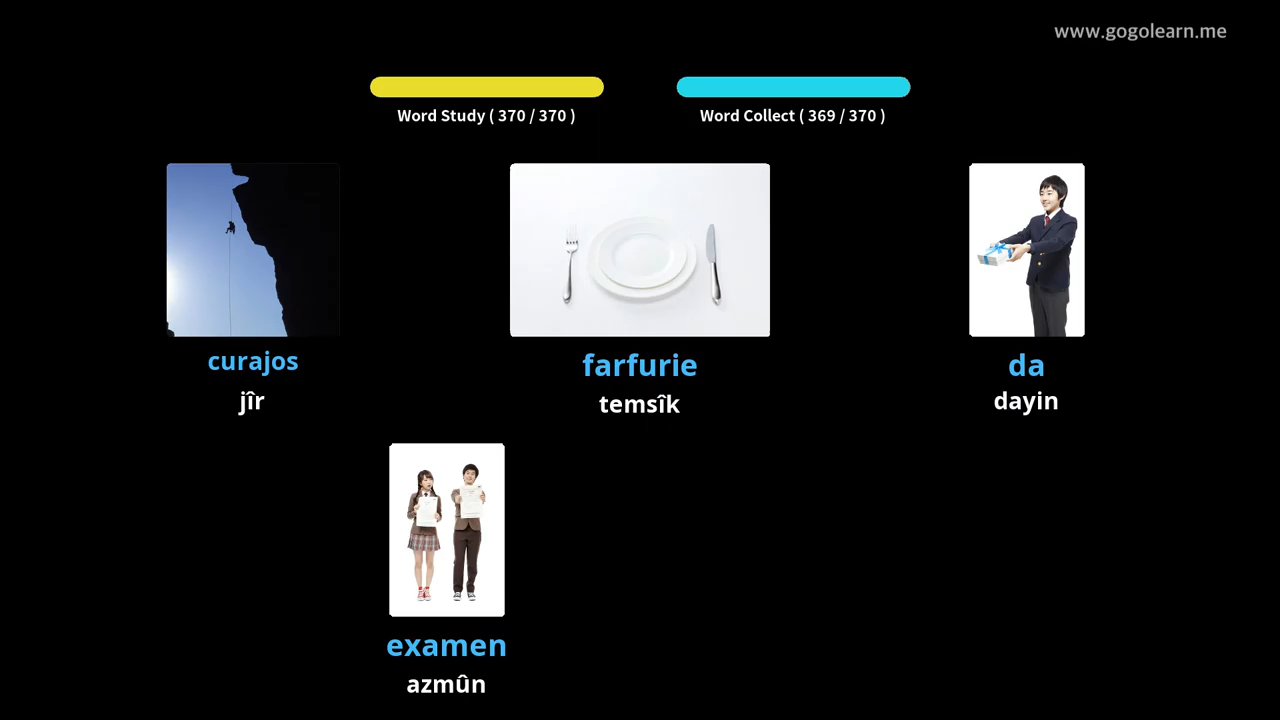 www.gogolearn.me
Word Study ( 370 / 370 )
Word Collect ( 369 / 370 )
curajos
jîr
farfurie
temsîk
da
dayin
examen
azmûn